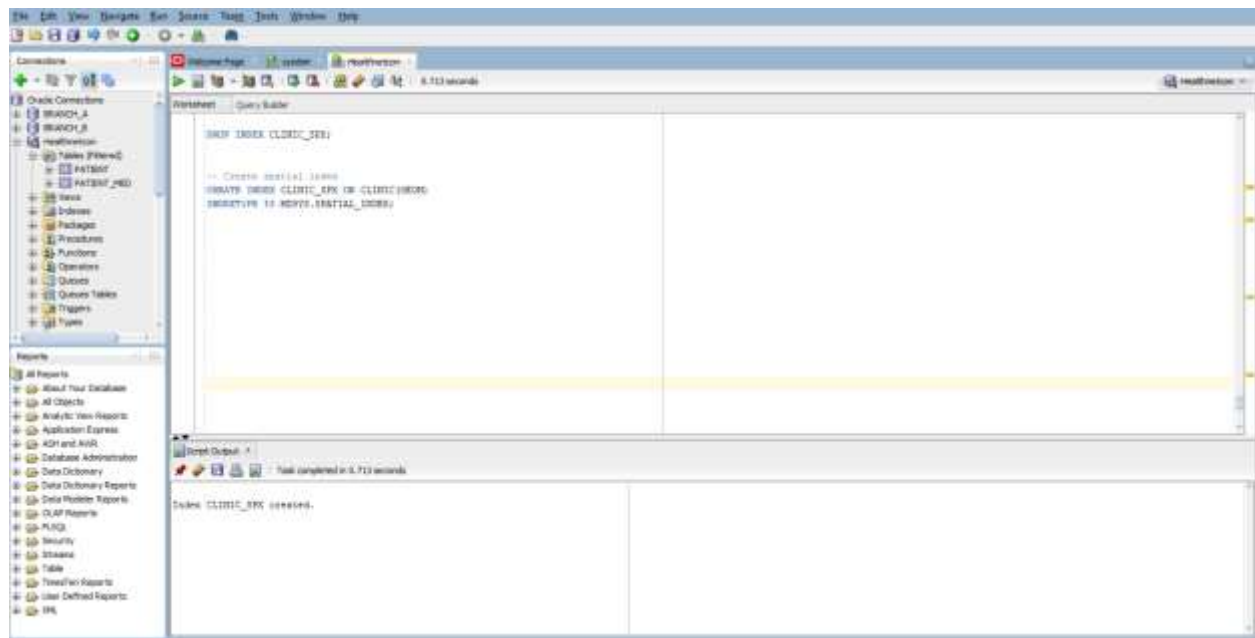 File Edit View Navigate Run Source Team Tools Window Help
Connections
Welcome Page
system
Oracle Connections
BRANCH_A
BRANCH_B
Tables (Filtered)
PATIENT
PATIENT_MED
Views
Indexes
Packages
Procedures
Functions
Operators
Queues
Queues Tables
Triggers
Types
Reports
All Reports
About Your Database
All Objects
Analytic View Reports
Application Express
ASH and AWR
Database Administration
Data Dictionary
Data Dictionary Reports
Data Modeler Reports
OLAP Reports
PLSQL
Security
Streams
Table
TimesTen Reports
User Defined Reports
XML
Worksheet Query Builder
DROP INDEX CLINIC_SPX;
-- Create spatial index
CREATE INDEX CLINIC_SPX ON CLINIC(GEOM)
INDEXTYPE IS MDSYS.SPATIAL_INDEX;
Script Output
Task completed in 0.713 seconds
Index CLINIC_SPX created.